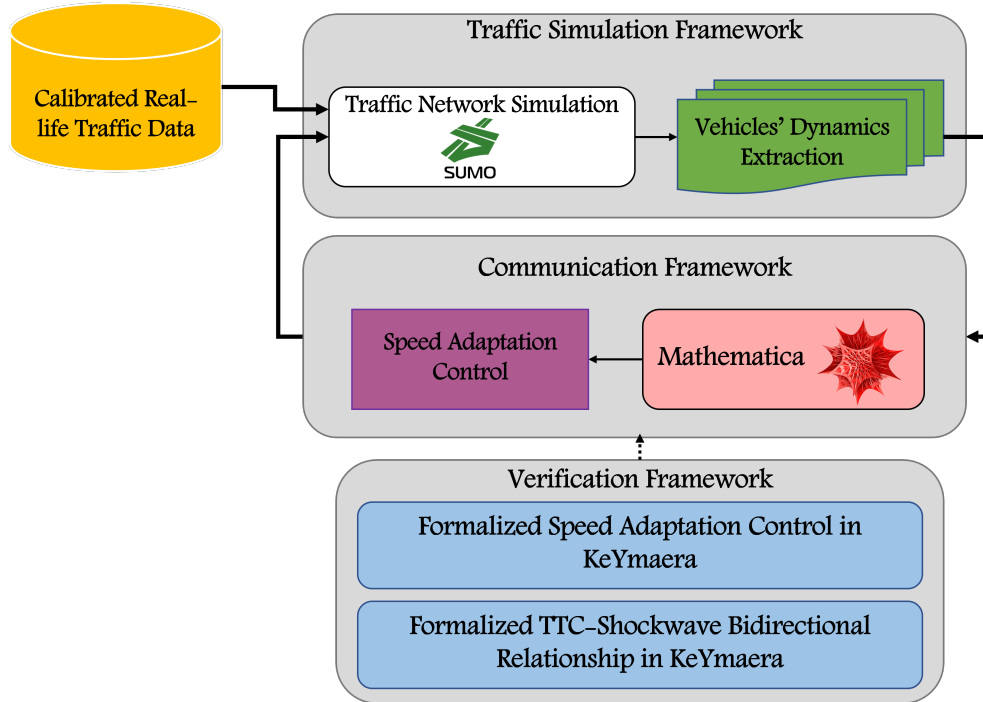 Traffic Simulation Framework
Calibrated Real-
life Traffic Data
Traffic Network Simulation
SUMO
Vehicles' Dynamics
Extraction
Communication Framework
Speed Adaptation
Control
Mathematica
Verification Framework
Formalized Speed Adaptation Control in
KeYmaera
Formalized TTC-Shockwave Bidirectional
Relationship in KeYmaera